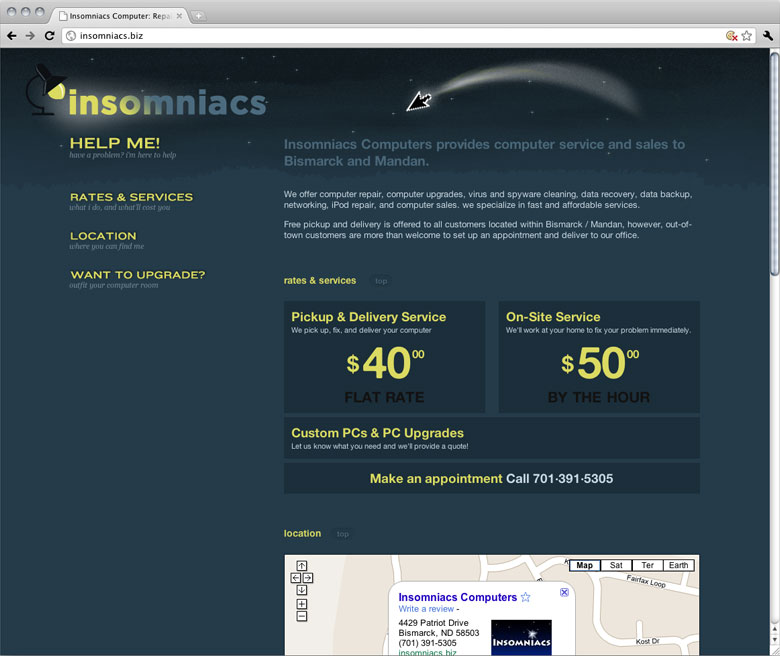 Insomniacs Computer: Repai
insomniacs.biz
insomniacs
HELP ME!
have a problem? i'm here to help
RATES & SERVICES
what i do, and what'll cost you
LOCATION
where you can find me
WANT TO UPGRADE?
outfit your computer room
Insomniacs Computers provides computer service and sales to
Bismarck and Mandan.
We offer computer repair, computer upgrades, virus and spyware cleaning, data recovery, data backup,
networking, iPod repair, and computer sales. we specialize in fast and affordable services.
Free pickup and delivery is offered to all customers located within Bismarck / Mandan, however, out-of-
town customers are more than welcome to set up an appointment and deliver to our office.
rates & services top
Pickup & Delivery Service
We pick up, fix, and deliver your computer
$40 00
FLAT RATE
On-Site Service
We'll work at your home to fix your problem immediately.
$50 00
BY THE HOUR
Custom PCs & PC Upgrades
Let us know what you need and we'll provide a quote!
Make an appointment Call 701·391·5305
location top
Map Sat Ter Earth
Fairfax Loop
Insomniacs Computers
Write a review -
4429 Patriot Drive
Bismarck, ND 58503
(701) 391-5305
insomniacs.biz
INSOMNIACS
Kost Dr